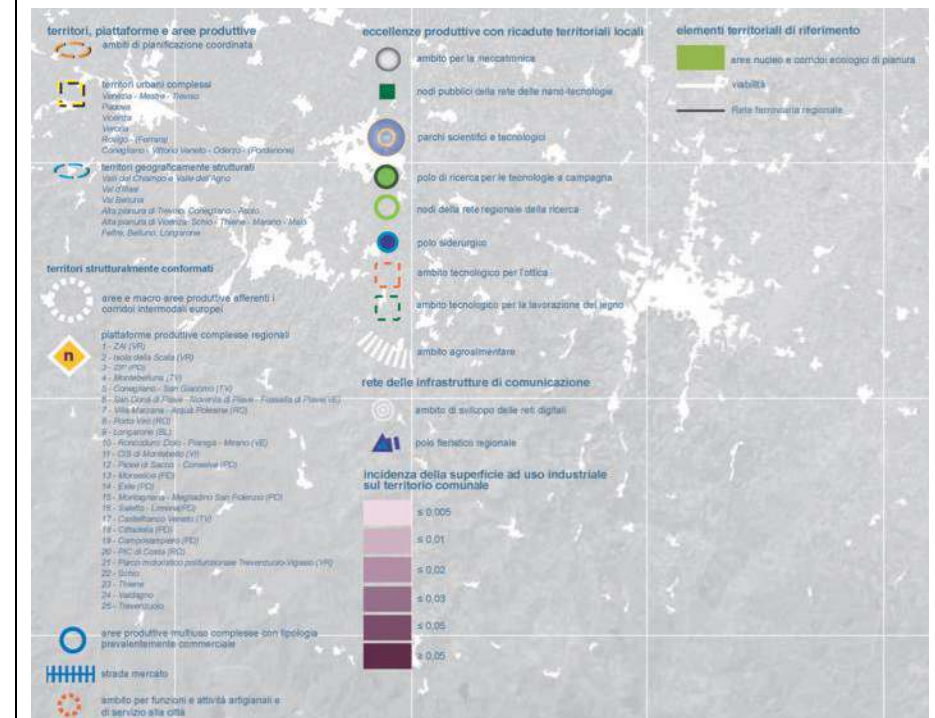 territori, piattaforme e aree produttive
ambiti di pianificazione coordinata
territori urbani complessi
Venezia - Mestre - Treviso
Padova
Vicenza
Verona
Rovigo - (Ferrara)
Conegliano - Vittorio Veneto - Oderzo - (Pordenone)
territori geograficamente strutturati
Valli del Chiampo e Valle dell'Agno
Val d'Illasi
Val Belluna
Alta pianura di Treviso: Conegliano - Asolo
Alta pianura di Vicenza: Schio - Thiene - Marano - Malo
Feltre, Belluno, Longarone
territori strutturalmente conformati
aree e macro aree produttive afferenti i
corridoi intermodali europei
n
piattaforme produttive complesse regionali
1 - ZAI (VR)
2 - Isola della Scala (VR)
3 - ZIP (PD)
4 - Montebelluna (TV)
5 - Conegliano - San Giacomo (TV)
6 - San Donà di Piave - Noventa di Piave - Fossalta di Piave(VE)
7 - Villa Marzana - Arquà Polesine (RO)
8 - Porto Viro (RO)
9 - Longarone (BL)
10 - Roncoduro: Dolo - Pianiga - Mirano (VE)
11 - CIS di Montebello (VI)
12 - Piove di Sacco - Conselve (PD)
13 - Monselice (PD)
14 - Este (PD)
15 - Montagnana - Megliadino San Fidenzio (PD)
16 - Saletto - Limena(PD)
17 - Castelfranco Veneto (TV)
18 - Cittadella (PD)
19 - Camposampiero (PD)
20 - PIC di Costa (RO)
21 - Parco motoristico polifunzionale Trevenzuolo-Vigasio (VR)
22 - Schio
23 - Thiene
24 - Valdagno
25 - Trevenzuolo
aree produttive multiuso complesse con tipologia
prevalentemente commerciale
strada mercato
ambito per funzioni e attività artigianali e
di servizio alla città
eccellenze produttive con ricadute territoriali locali
ambito per la meccatronica
nodi pubblici della rete delle nano-tecnologie
parchi scientifci e tecnologici
polo di ricerca per le tecnologie a campagna
nodi della rete regionale della ricerca
polo siderurgico
ambito tecnologico per l'ottica
ambito tecnologico per la lavorazione del legno
ambito agroalimentare
rete delle infrastrutture di comunicazione
ambito di sviluppo delle reti digitali
polo fieristico regionale
incidenza della superficie ad uso industriale
sul territorio comunale
≤ 0,005
≤ 0,01
≤ 0,02
≤ 0,03
≤ 0,05
≥ 0,05
elementi territoriali di riferimento
aree nucleo e corridoi ecologici di pianura
viabilità
Rete ferroviaria regionale